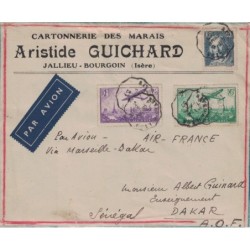 CARTONNERIE DES MARAIS
Aristide GUICHARD
JALLIEU - BOURGOIN (Isère)
PAR AVION
Par Avion - AIR-FRANCE
Via Marseille-Dakar
Monsieur Albert Guinard
Enseignement
DAKAR
Sénégal
A.O.F.